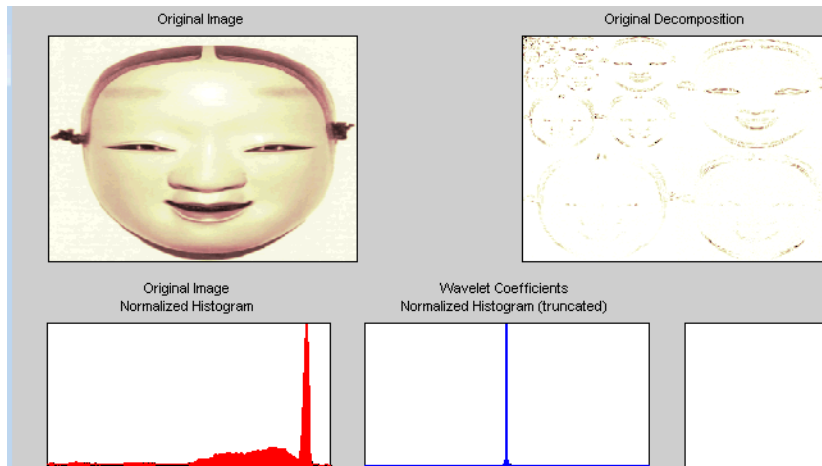 Original Image
Original Decomposition
Original Image
Normalized Histogram
Wavelet Coefficients
Normalized Histogram (truncated)